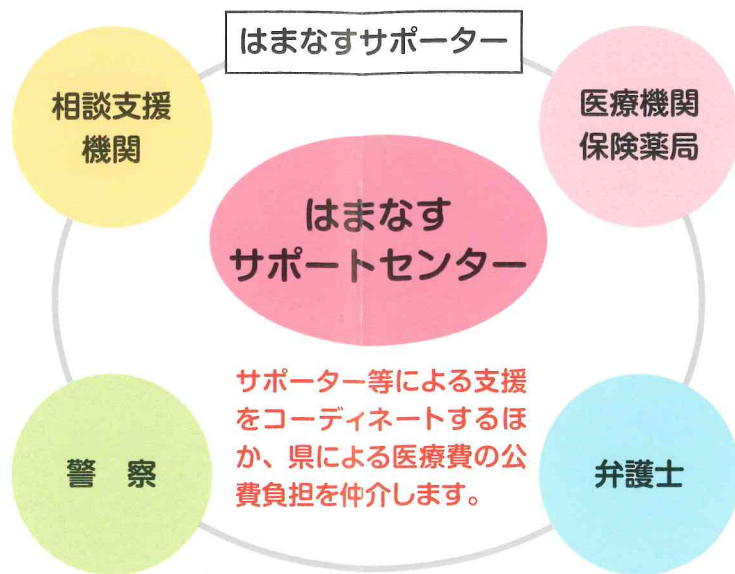 はまなすサポーター
相談支援
機関
医療機関
保険薬局
はまなす
サポートセンター
サポーター等による支援
をコーディネートするほ
か、県による医療費の公
費負担を仲介します。
警 察
弁護士